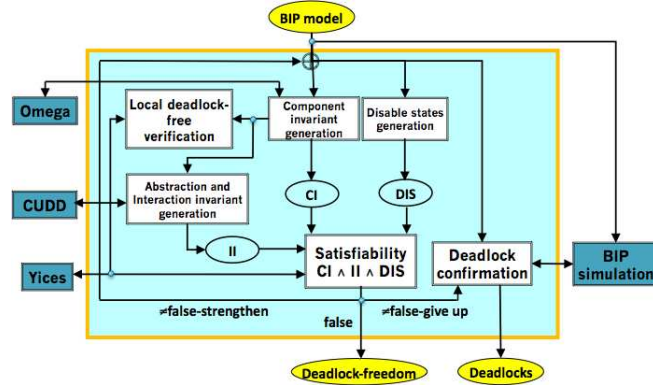 BIP model
Omega
Local deadlock-
free
verification
Component
invariant
generation
Disable states
generation
CUDD
Abstraction and
Interaction invariant
generation
CI
DIS
II
Satisfiability
CI ∧ II ∧ DIS
Deadlock
confirmation
BIP
simulation
Yices
≠false-strengthen
≠false-give up
false
Deadlock-freedom
Deadlocks